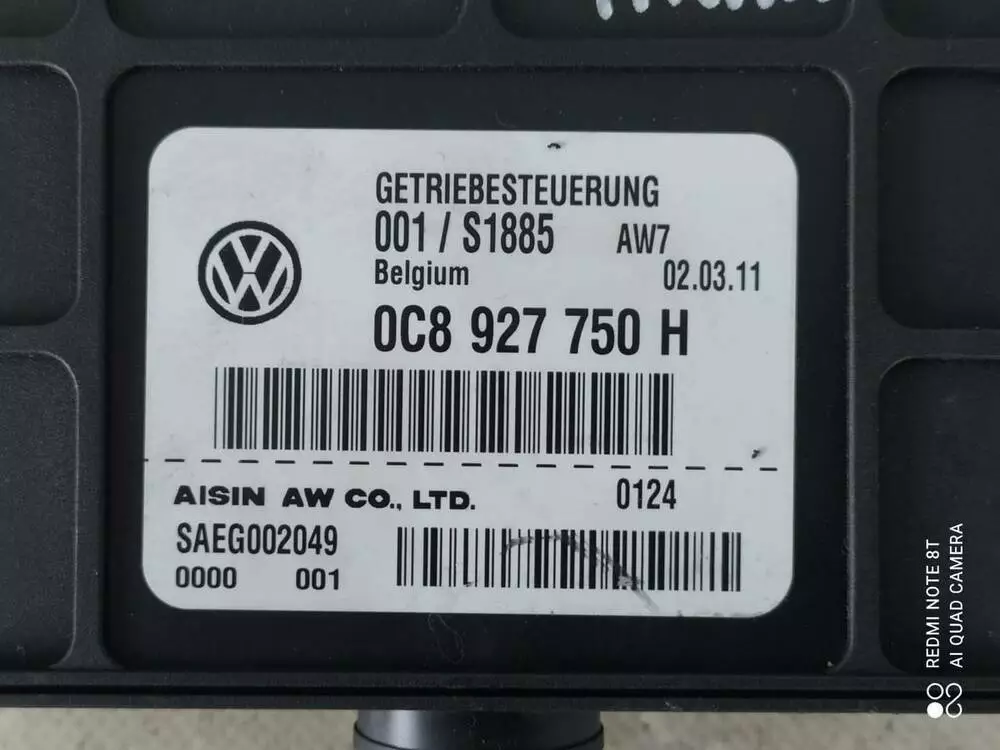 GETRIEBESTEUERUNG
001 / S1885 AW7
Belgium 02.03.11
0C8 927 750 H
AISIN AW CO., LTD. 0124
SAEG002049
0000 001
REDMI NOTE 8T
AI QUAD CAMERA